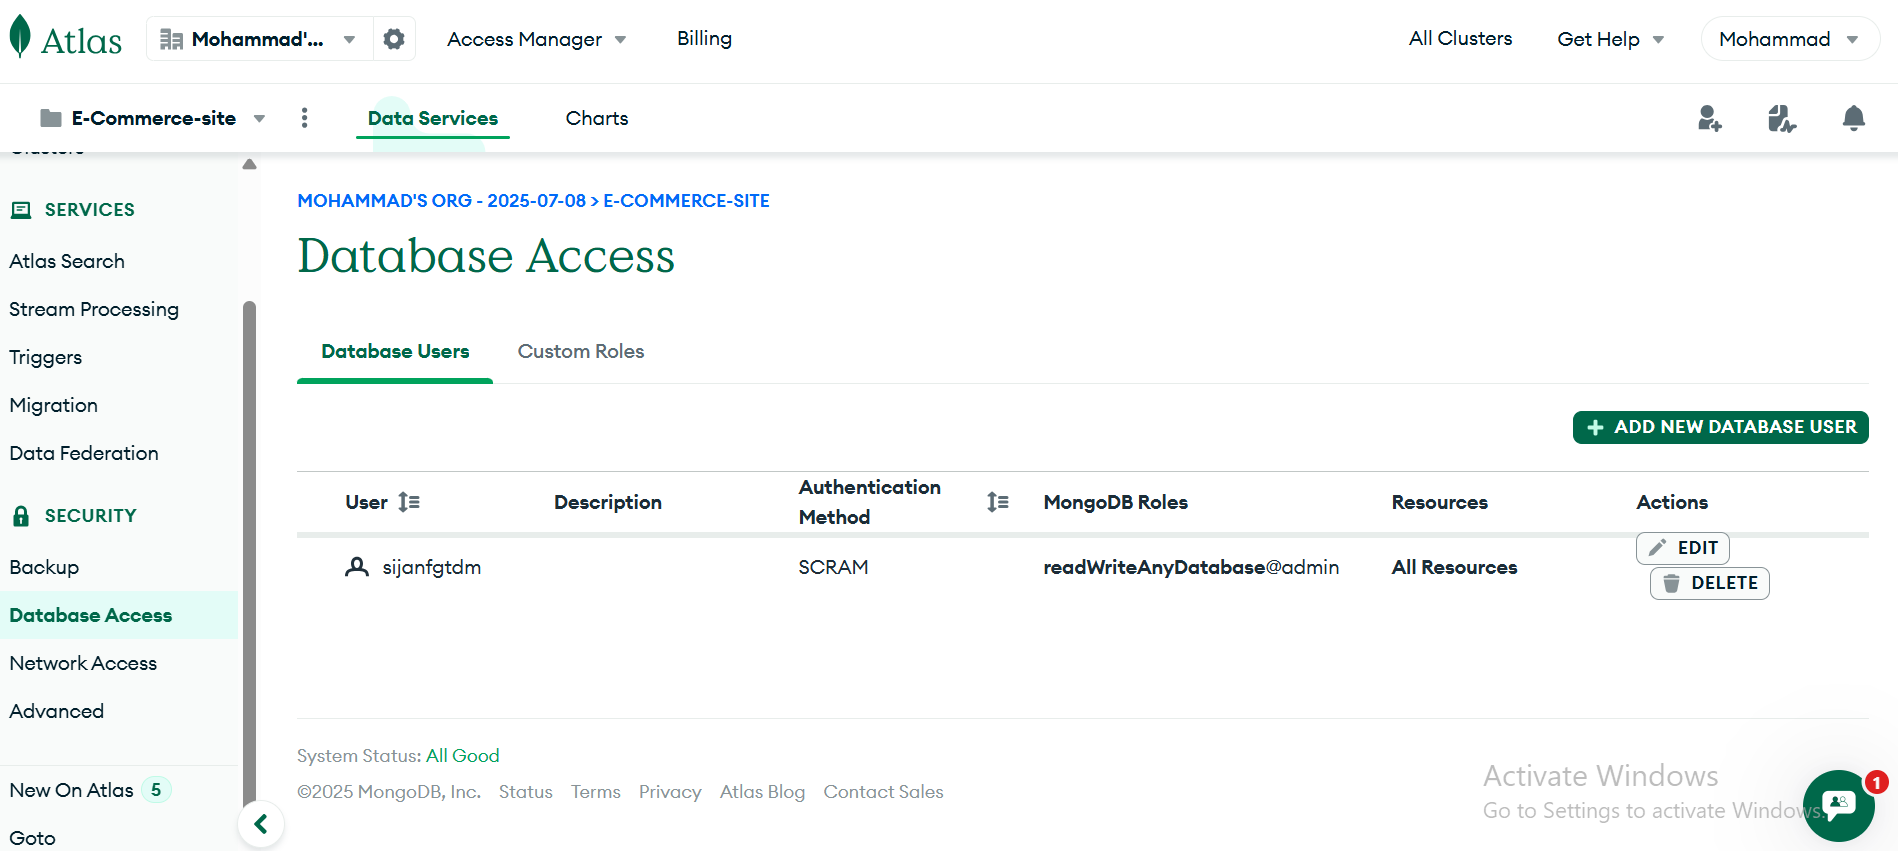 Atlas
Mohammad'...
Access Manager
Billing
All Clusters
Get Help
Mohammad
E-Commerce-site
Data Services
Charts
Clusters
SERVICES
Atlas Search
Stream Processing
Triggers
Migration
Data Federation
SECURITY
Backup
Database Access
Network Access
Advanced
New On Atlas 5
Goto
MOHAMMAD'S ORG - 2025-07-08 > E-COMMERCE-SITE
Database Access
Database Users
Custom Roles
+ ADD NEW DATABASE USER
User
Description
Authentication
Method
MongoDB Roles
Resources
Actions
sijanfgtdm
SCRAM
readWriteAnyDatabase@admin
All Resources
EDIT
DELETE
System Status: All Good
©2025 MongoDB, Inc. Status Terms Privacy Atlas Blog Contact Sales
Activate Windows
Go to Settings to activate Windows.
1